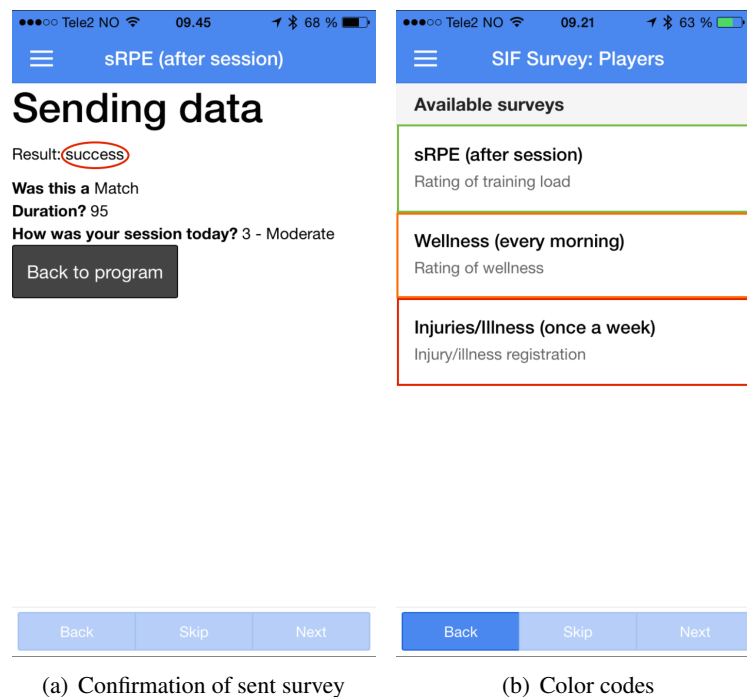 ●●●○○ Tele2 NO 09.45 68 %
sRPE (after session)
Sending data
Result:success
Was this a Match
Duration? 95
How was your session today? 3 - Moderate
Back to program
Back Skip Next
(a) Confirmation of sent survey
●●●○○ Tele2 NO 09.21 63 %
SIF Survey: Players
Available surveys
sRPE (after session)
Rating of training load
Wellness (every morning)
Rating of wellness
Injuries/Illness (once a week)
Injury/illness registration
Back Skip Next
(b) Color codes